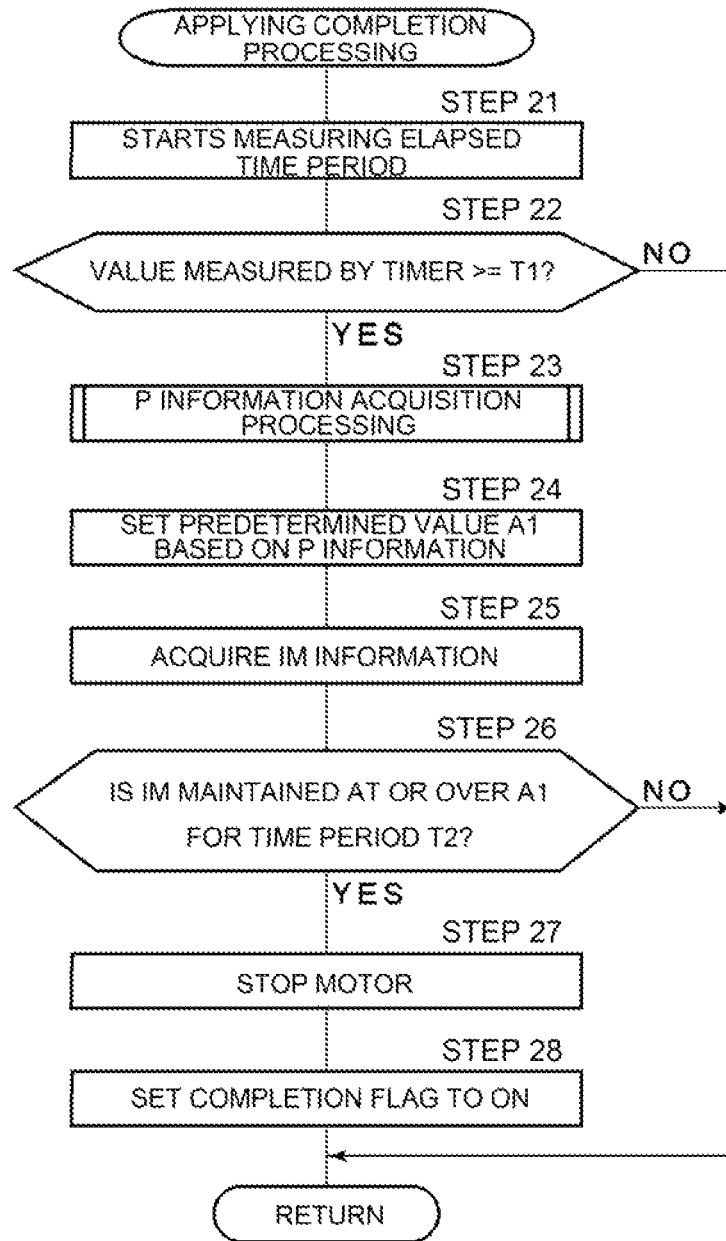 APPLYING COMPLETION
PROCESSING
STEP 21
STARTS MEASURING ELAPSED
TIME PERIOD
STEP 22
VALUE MEASURED BY TIMER >= T1?
NO
YES
STEP 23
P INFORMATION ACQUISITION
PROCESSING
STEP 24
SET PREDETERMINED VALUE A1
BASED ON P INFORMATION
STEP 25
ACQUIRE IM INFORMATION
STEP 26
IS IM MAINTAINED AT OR OVER A1
FOR TIME PERIOD T2?
NO
YES
STEP 27
STOP MOTOR
STEP 28
SET COMPLETION FLAG TO ON
RETURN